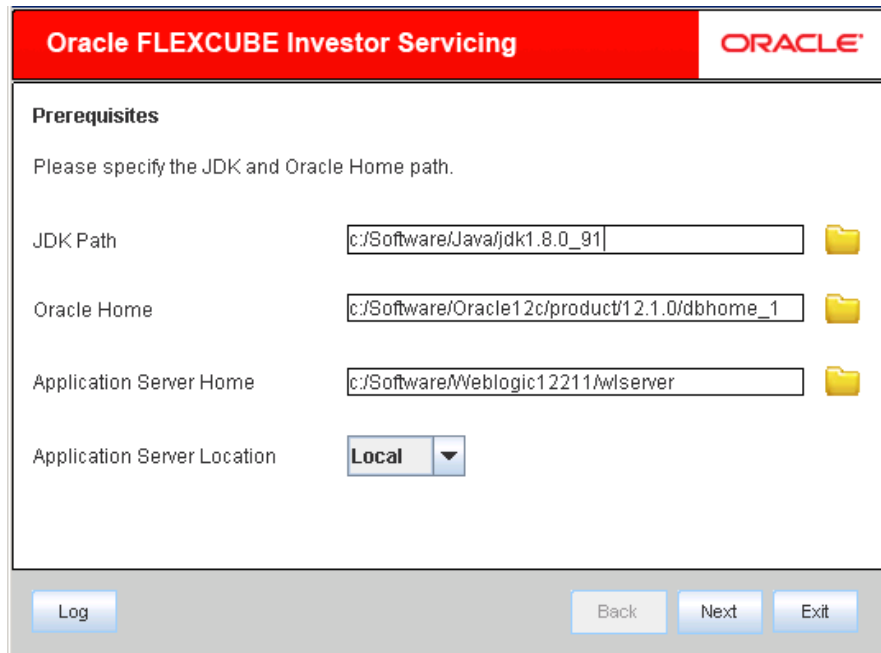 Oracle FLEXCUBE Investor Servicing
ORACLE
Prerequisites
Please specify the JDK and Oracle Home path.
JDK Path
c:/Software/Java/jdk1.8.0_91
Oracle Home
c:/Software/Oracle12c/product/12.1.0/dbhome_1
Application Server Home
c:/Software/Weblogic12211/wlserver
Application Server Location
Local
Log
Back
Next
Exit